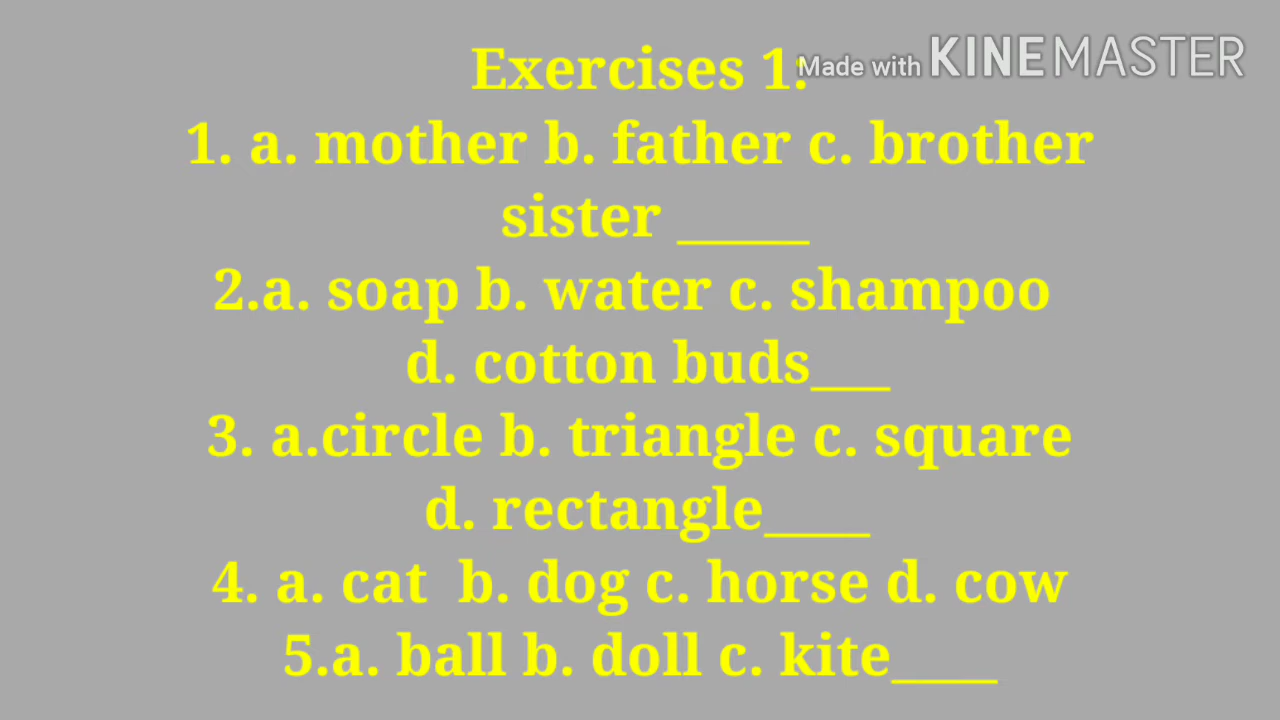 Exercises 1:
Made with KINEMASTER
1. a. mother b. father c. brother
sister _____
2.a. soap b. water c. shampoo
d. cotton buds___
3. a.circle b. triangle c. square
d. rectangle____
4. a. cat  b. dog c. horse d. cow
5.a. ball b. doll c. kite____